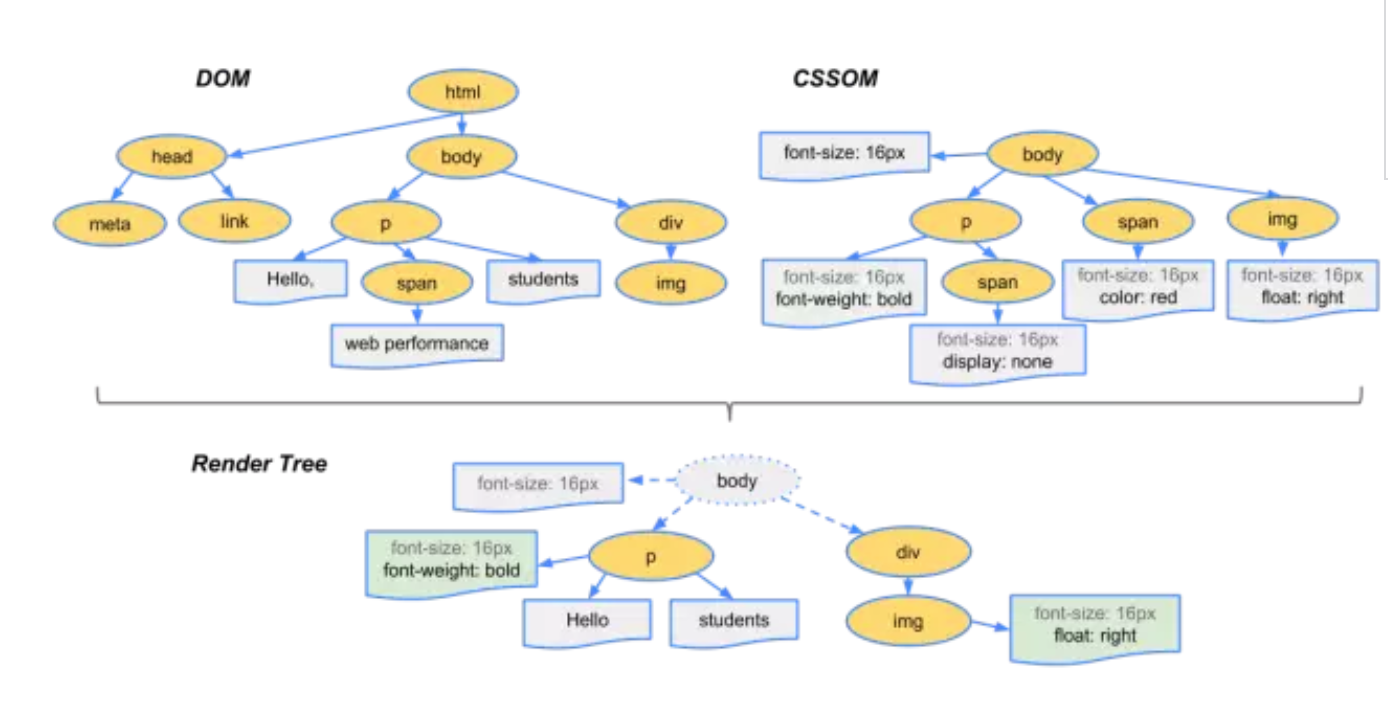 DOM
html
head
body
meta
link
p
div
Hello,
span
students
img
web performance
CSSOM
font-size: 16px
body
p
span
img
font-size: 16px
font-weight: bold
span
font-size: 16px
color: red
font-size: 16px
float: right
font-size: 16px
display: none
Render Tree
font-size: 16px
body
font-size: 16px
font-weight: bold
p
div
Hello
students
img
font-size: 16px
float: right